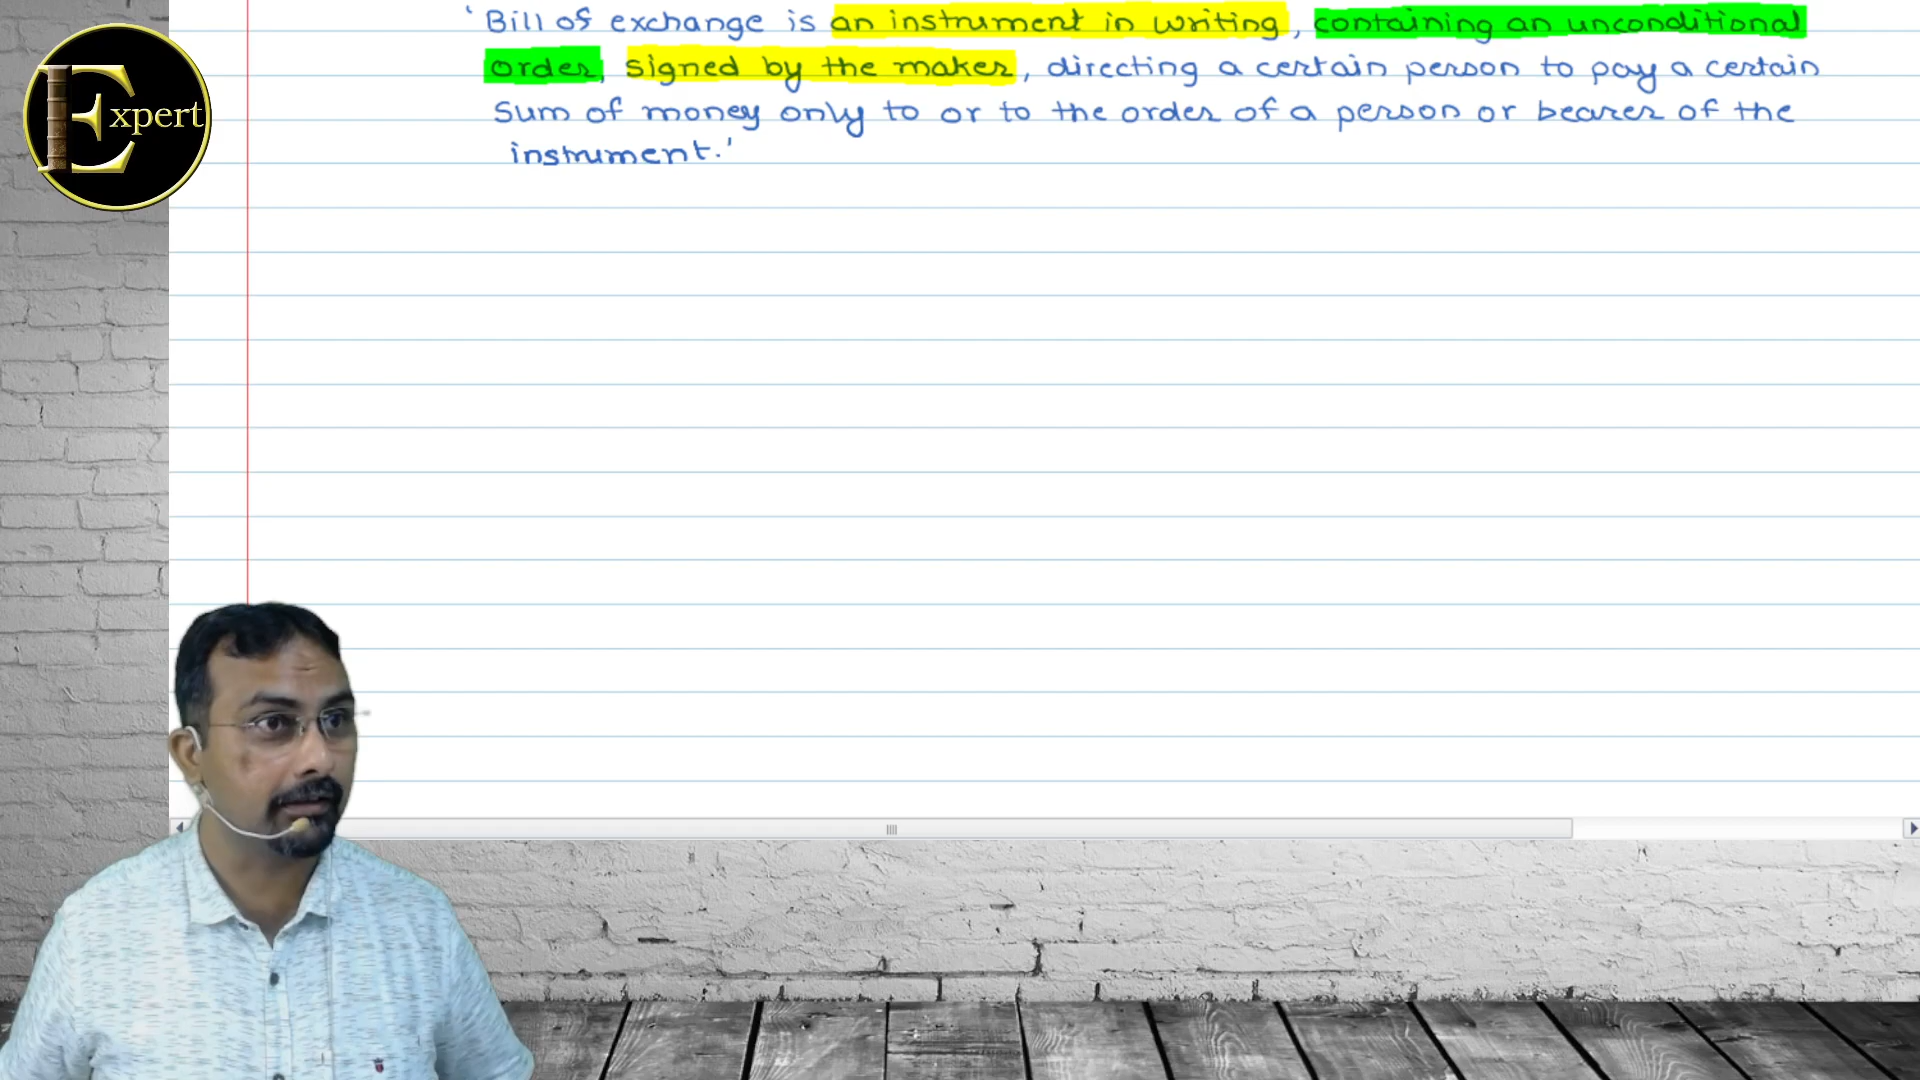 Expert
'Bill of exchange is an instrument in writing, containing an unconditional
order, signed by the maker, directing a certain person to pay a certain
Sum of money only to or to the order of a person or bearer of the
instrument.'